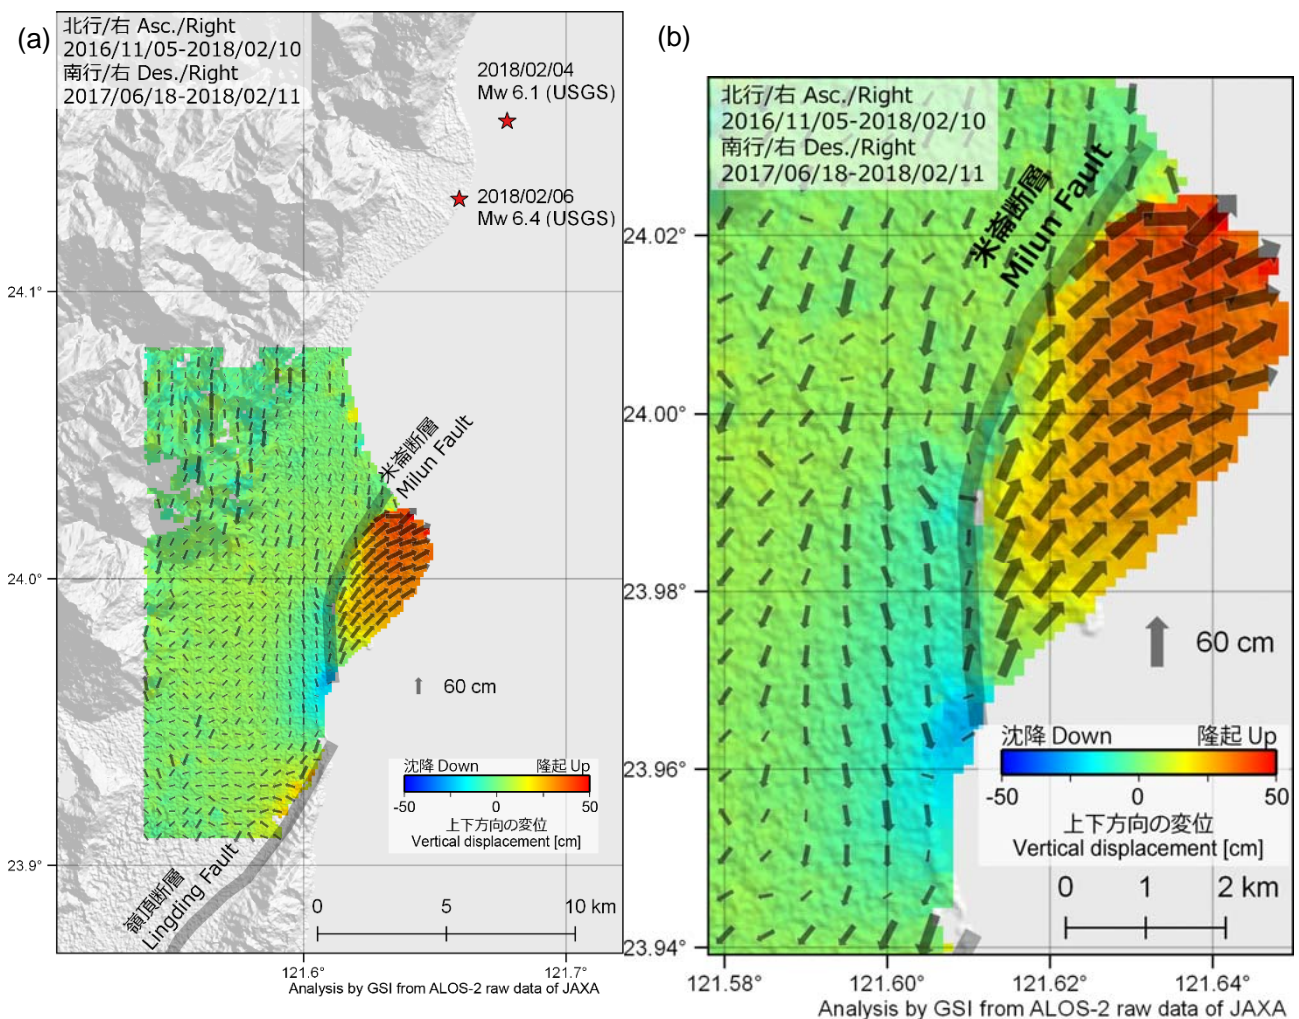 (a)
北行/右 Asc./Right
2016/11/05-2018/02/10
南行/右 Des./Right
2017/06/18-2018/02/11
2018/02/04
Mw 6.1 (USGS)
2018/02/06
Mw 6.4 (USGS)
24.1°
24.0°
23.9°
米崙断層
Milun Fault
60 cm
沈降 Down 隆起 Up
-50 0 50
上下方向の変位
Vertical displacement [cm]
嶺頂断層
Lingding Fault
0 5 10 km
121.6° 121.7°
Analysis by GSI from ALOS-2 raw data of JAXA
(b)
北行/右 Asc./Right
2016/11/05-2018/02/10
南行/右 Des./Right
2017/06/18-2018/02/11
米崙断層
Milun Fault
24.02°
24.00°
23.98°
23.96°
23.94°
60 cm
沈降 Down 隆起 Up
-50 0 50
上下方向の変位
Vertical displacement [cm]
0 1 2 km
121.58° 121.60° 121.62° 121.64°
Analysis by GSI from ALOS-2 raw data of JAXA